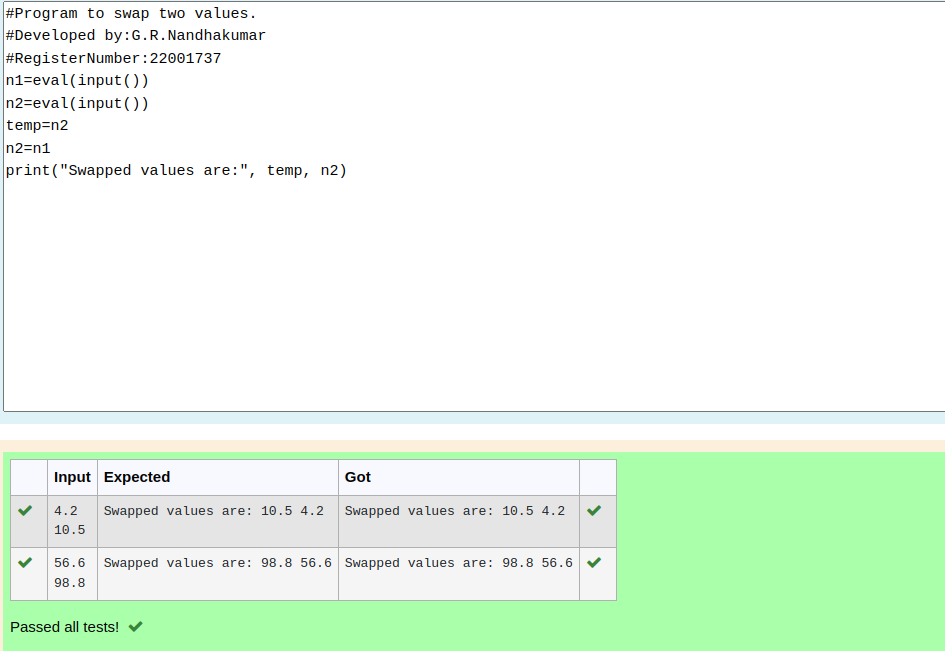 #Program to swap two values.
#Developed by:G.R.Nandhakumar
#RegisterNumber:22001737
n1=eval(input())
n2=eval(input())
temp=n2
n2=n1
print("Swapped values are:", temp, n2)
Input Expected Got
4.2 Swapped values are: 10.5 4.2 Swapped values are: 10.5 4.2
10.5
56.6 Swapped values are: 98.8 56.6 Swapped values are: 98.8 56.6
98.8
Passed all tests!